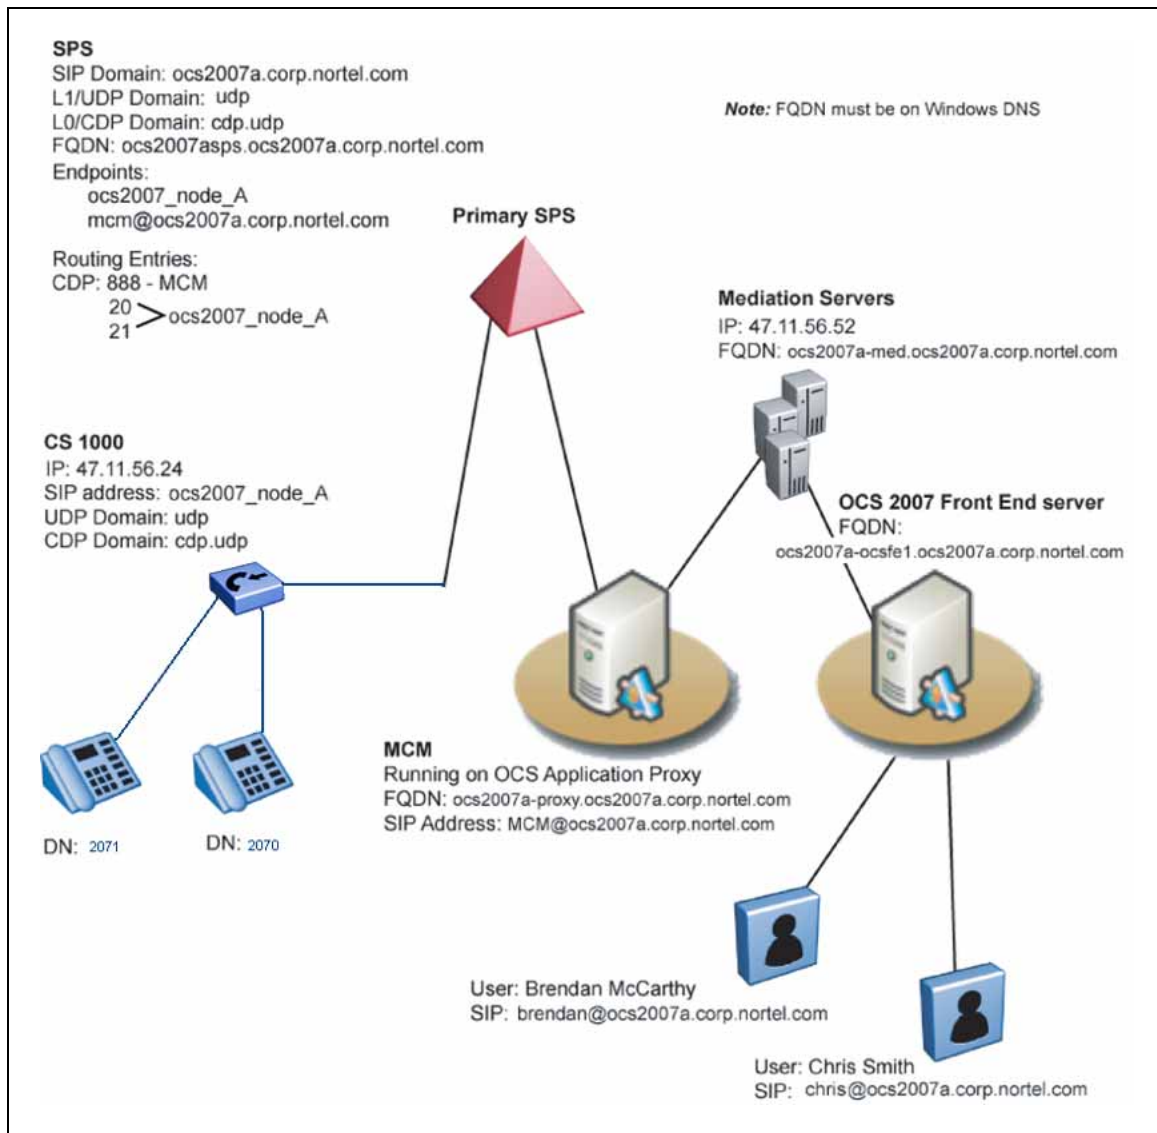 SPS
SIP Domain: ocs2007a.corp.nortel.com
L1/UDP Domain: udp
L0/CDP Domain: cdp.udp
FQDN: ocs2007asps.ocs2007a.corp.nortel.com
Endpoints:
ocs2007_node_A
mcm@ocs2007a.corp.nortel.com
Routing Entries:
CDP: 888 - MCM
20
21
ocs2007_node_A
Note: FQDN must be on Windows DNS
Primary SPS
Mediation Servers
IP: 47.11.56.52
FQDN: ocs2007a-med.ocs2007a.corp.nortel.com
CS 1000
IP: 47.11.56.24
SIP address: ocs2007_node_A
UDP Domain: udp
CDP Domain: cdp.udp
OCS 2007 Front End server
FQDN:
ocs2007a-ocsfe1.ocs2007a.corp.nortel.com
MCM
Running on OCS Application Proxy
FQDN: ocs2007a-proxy.ocs2007a.corp.nortel.com
SIP Address: MCM@ocs2007a.corp.nortel.com
DN: 2071
DN: 2070
User: Brendan McCarthy
SIP: brendan@ocs2007a.corp.nortel.com
User: Chris Smith
SIP: chris@ocs2007a.corp.nortel.com